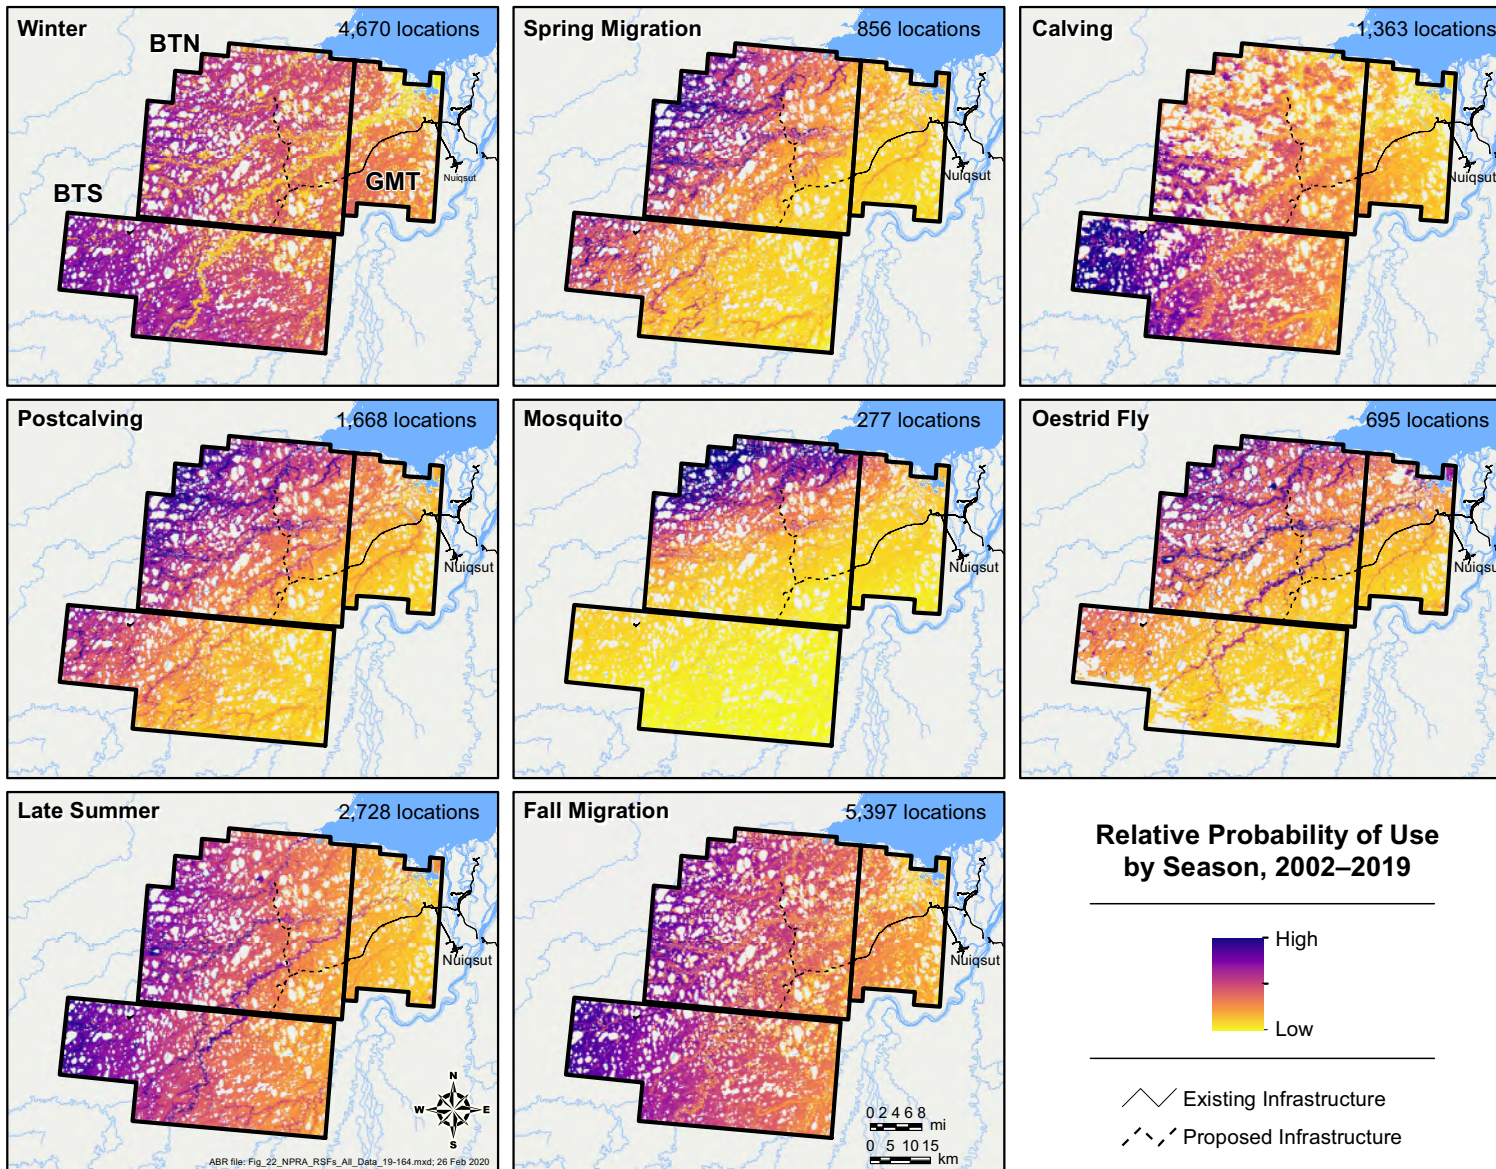 Winter
4,670 locations
BTN
BTS
GMT
Nuiqsut
Spring Migration
856 locations
Nuiqsut
Calving
1,363 locations
Nuiqsut
Postcalving
1,668 locations
Nuiqsut
Mosquito
277 locations
Nuiqsut
Oestrid Fly
695 locations
Nuiqsut
Late Summer
2,728 locations
Nuiqsut
N
W E
S
ABR file: Fig_22_NPRA_RSFs_All_Data_19-164.mxd; 26 Feb 2020
Fall Migration
5,397 locations
Nuiqsut
0 2 4 6 8
mi
0 5 10 15
km
Relative Probability of Use
by Season, 2002–2019
High
Low
Existing Infrastructure
Proposed Infrastructure